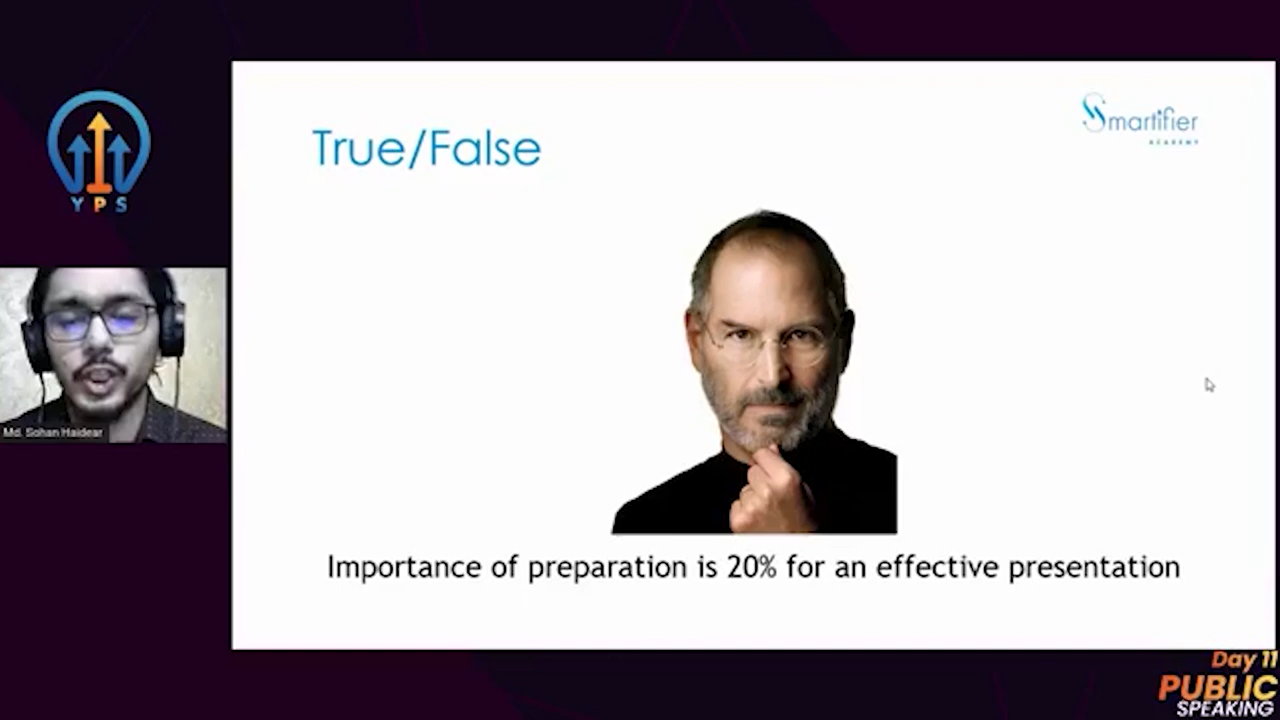 YPS
Md. Sohan Haidear
True/False
Smartifier
ACADEMY
Importance of preparation is 20% for an effective presentation
Day 11
PUBLIC
SPEAKING